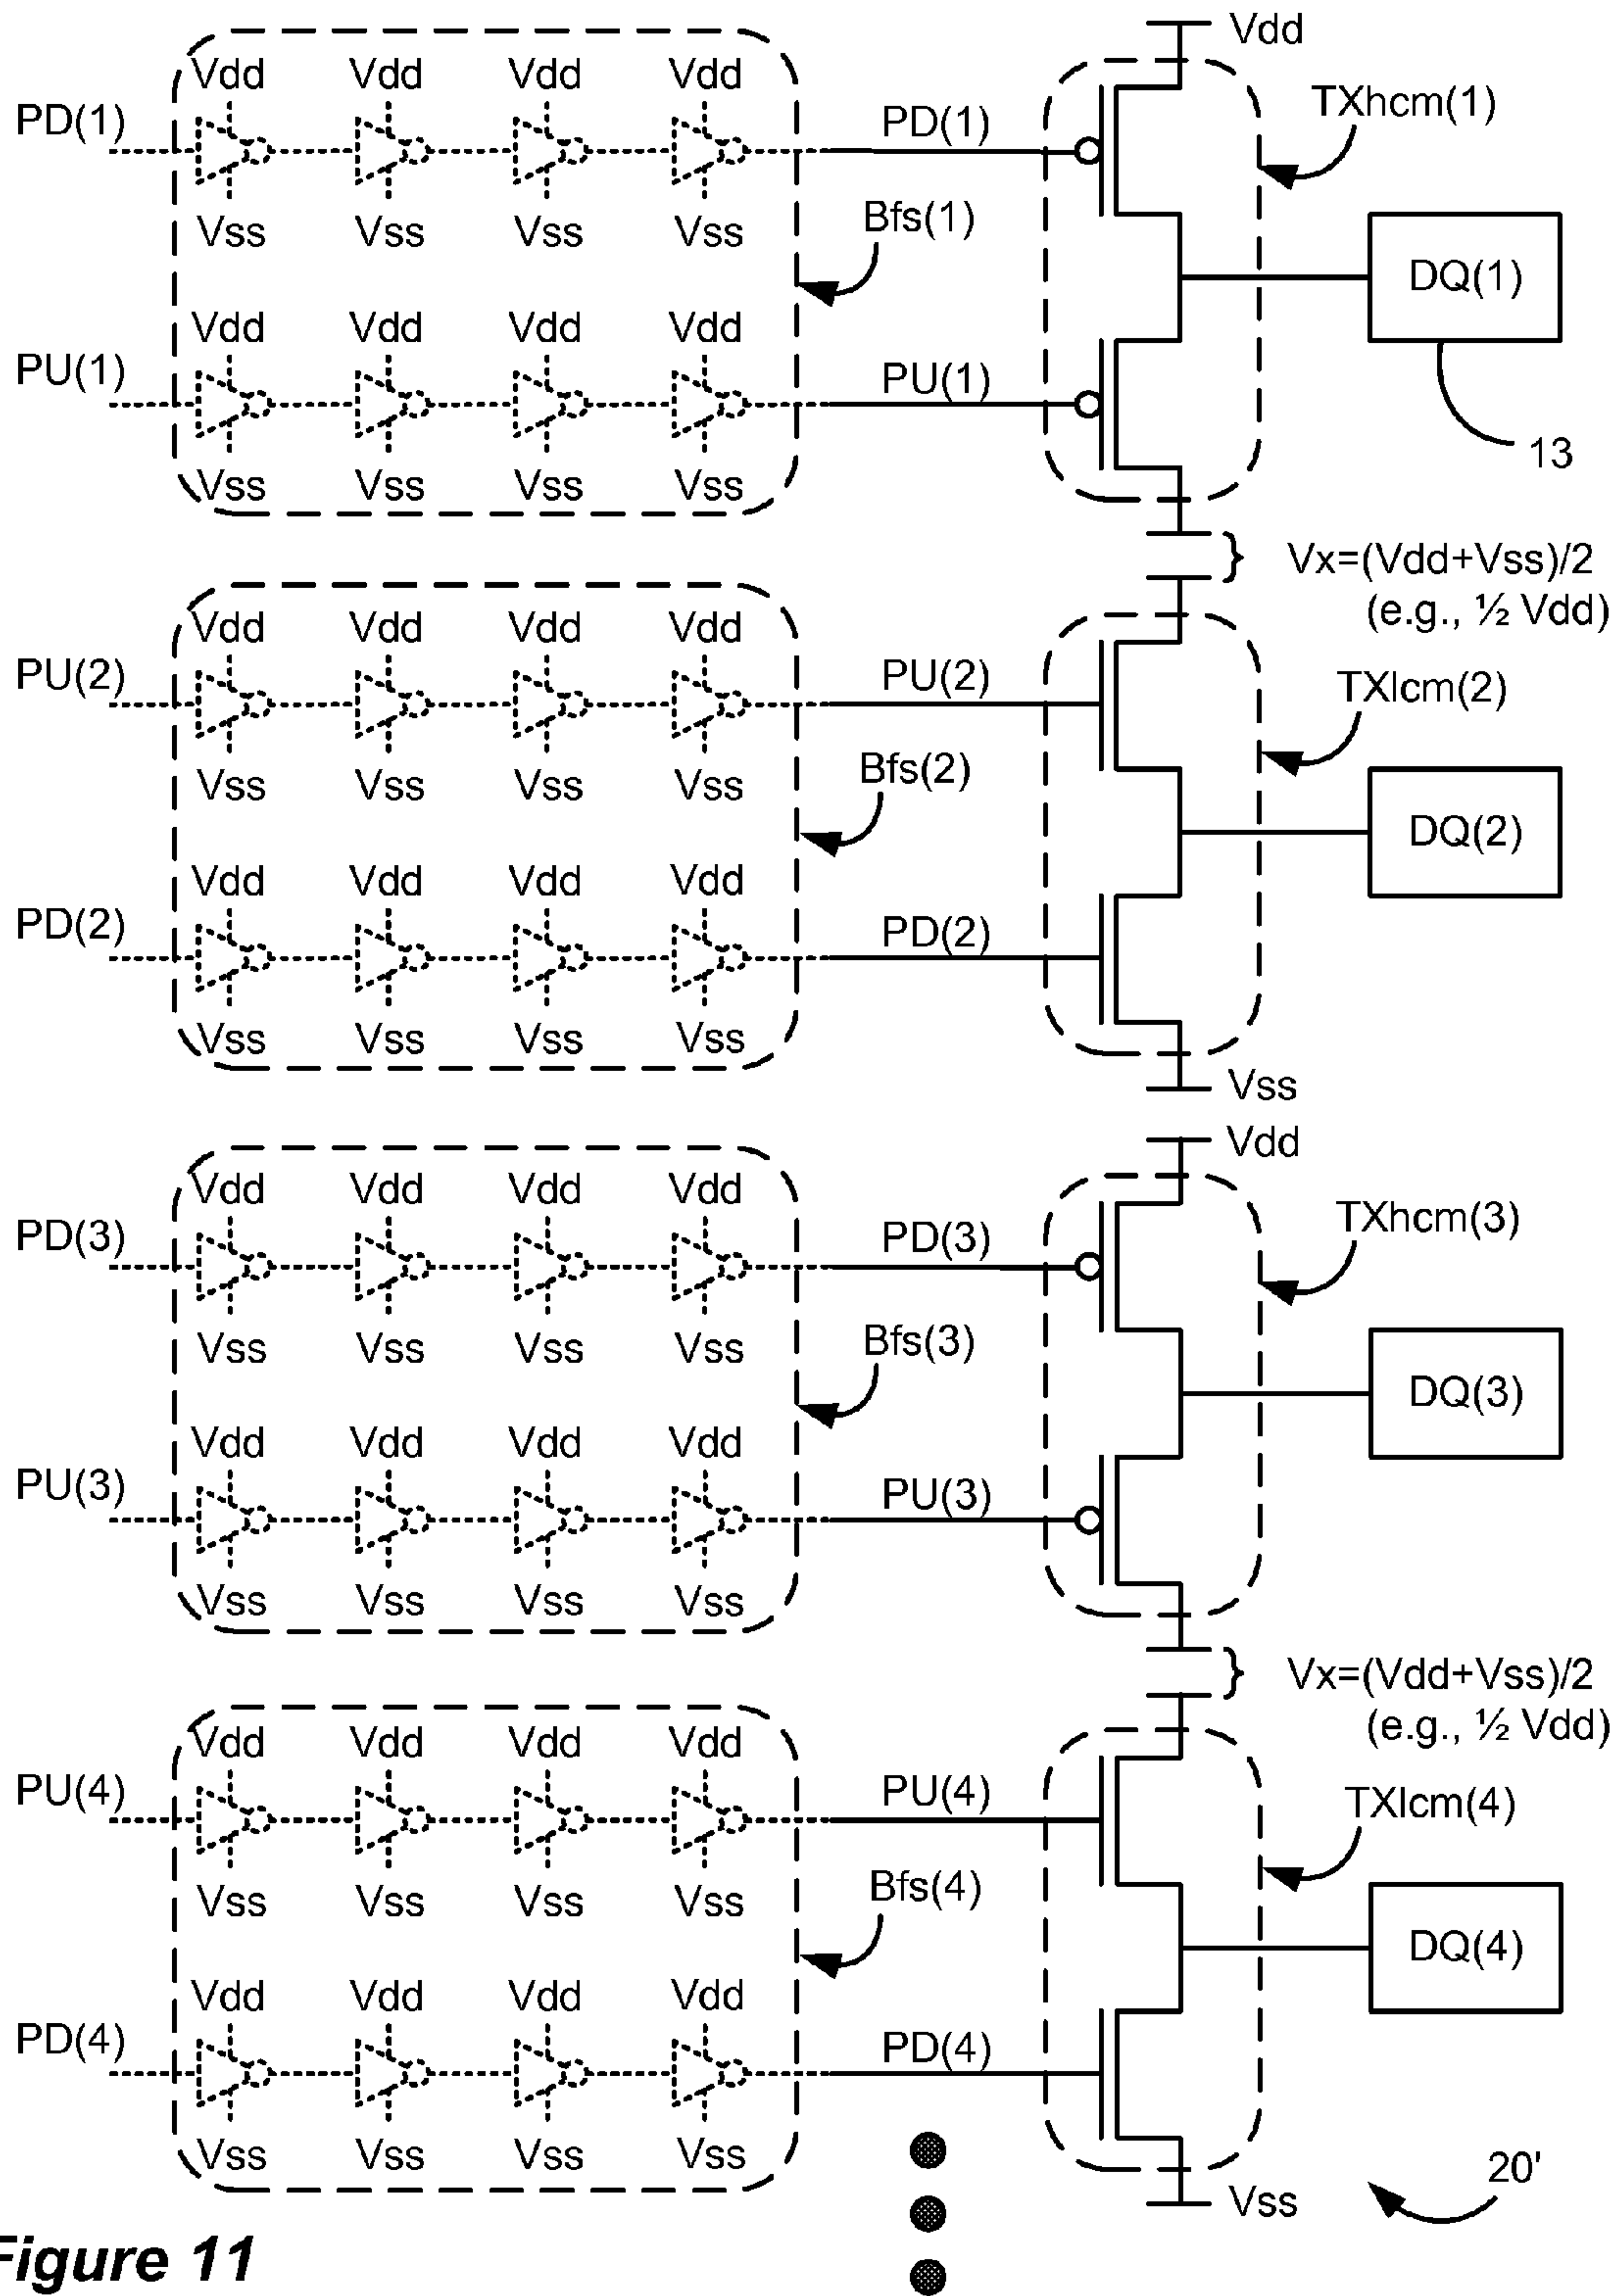 Vdd
Vdd Vdd Vdd Vdd
PD(1) PD(1) TXhcm(1)
Vss Vss Vss Vss
Bfs(1)
DQ(1)
Vdd Vdd Vdd Vdd
PU(1) PU(1)
13
Vss Vss Vss Vss
Vx=(Vdd+Vss)/2
(e.g., ½ Vdd)
Vdd Vdd Vdd Vdd
PU(2) PU(2) TXlcm(2)
Vss Vss Vss Vss
Bfs(2)
DQ(2)
Vdd Vdd Vdd Vdd
PD(2) PD(2)
Vss Vss Vss Vss
Vss
Vdd
Vdd Vdd Vdd Vdd
PD(3) PD(3) TXhcm(3)
Vss Vss Vss Vss
Bfs(3)
DQ(3)
Vdd Vdd Vdd Vdd
PU(3) PU(3)
Vss Vss Vss Vss
Vx=(Vdd+Vss)/2
(e.g., ½ Vdd)
Vdd Vdd Vdd Vdd
PU(4) PU(4) TXlcm(4)
Vss Vss Vss Vss
Bfs(4)
DQ(4)
Vdd Vdd Vdd Vdd
PD(4) PD(4)
Vss Vss Vss Vss
20'
Vss
Figure 11